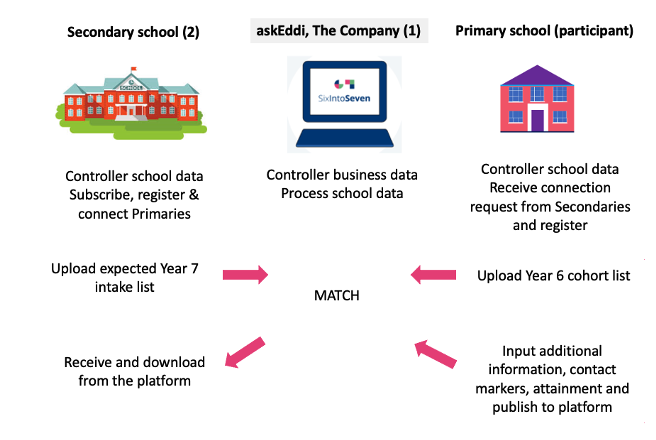 Secondary school (2)
askEddi, The Company (1)
Primary school (participant)
SCHOOL
SixIntoSeven
Controller school data
Subscribe, register &
connect Primaries
Controller business data
Process school data
Controller school data
Receive connection
request from Secondaries
and register
Upload expected Year 7
intake list
MATCH
Upload Year 6 cohort list
Receive and download
from the platform
Input additional
information, contact
markers, attainment and
publish to platform